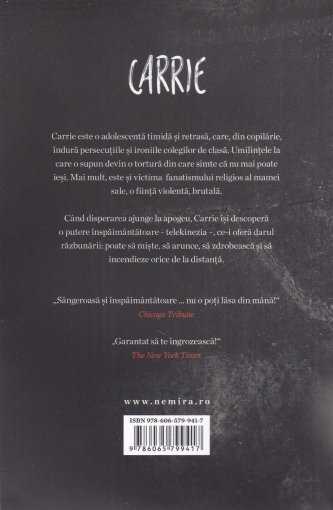 CARRIE
Carrie este o adolescentă timidă și retrasă, care, din copilărie,
îndură persecuțiile și ironiile colegilor de clasă. Umilințele la
care o supun devin o tortură din care simte că nu mai poate
ieși. Mai mult, este și victima fanatismului religios al mamei
sale, o ființă violentă, brutală.
Când disperarea ajunge la apogeu, Carrie își descoperă
o putere înspăimântătoare - telekinezia –, ce-i oferă darul
răzbunării: poate să miște, să arunce, să zdrobească și să
incendieze orice de la distanță.
„Sângeroasă și înspăimântătoare ... nu o poți lăsa din mână!“
Chicago Tribune
„Garantat să te îngrozească!“
The New York Times
www.nemira.ro
ISBN 978-606-579-941-7
9 786065 799417